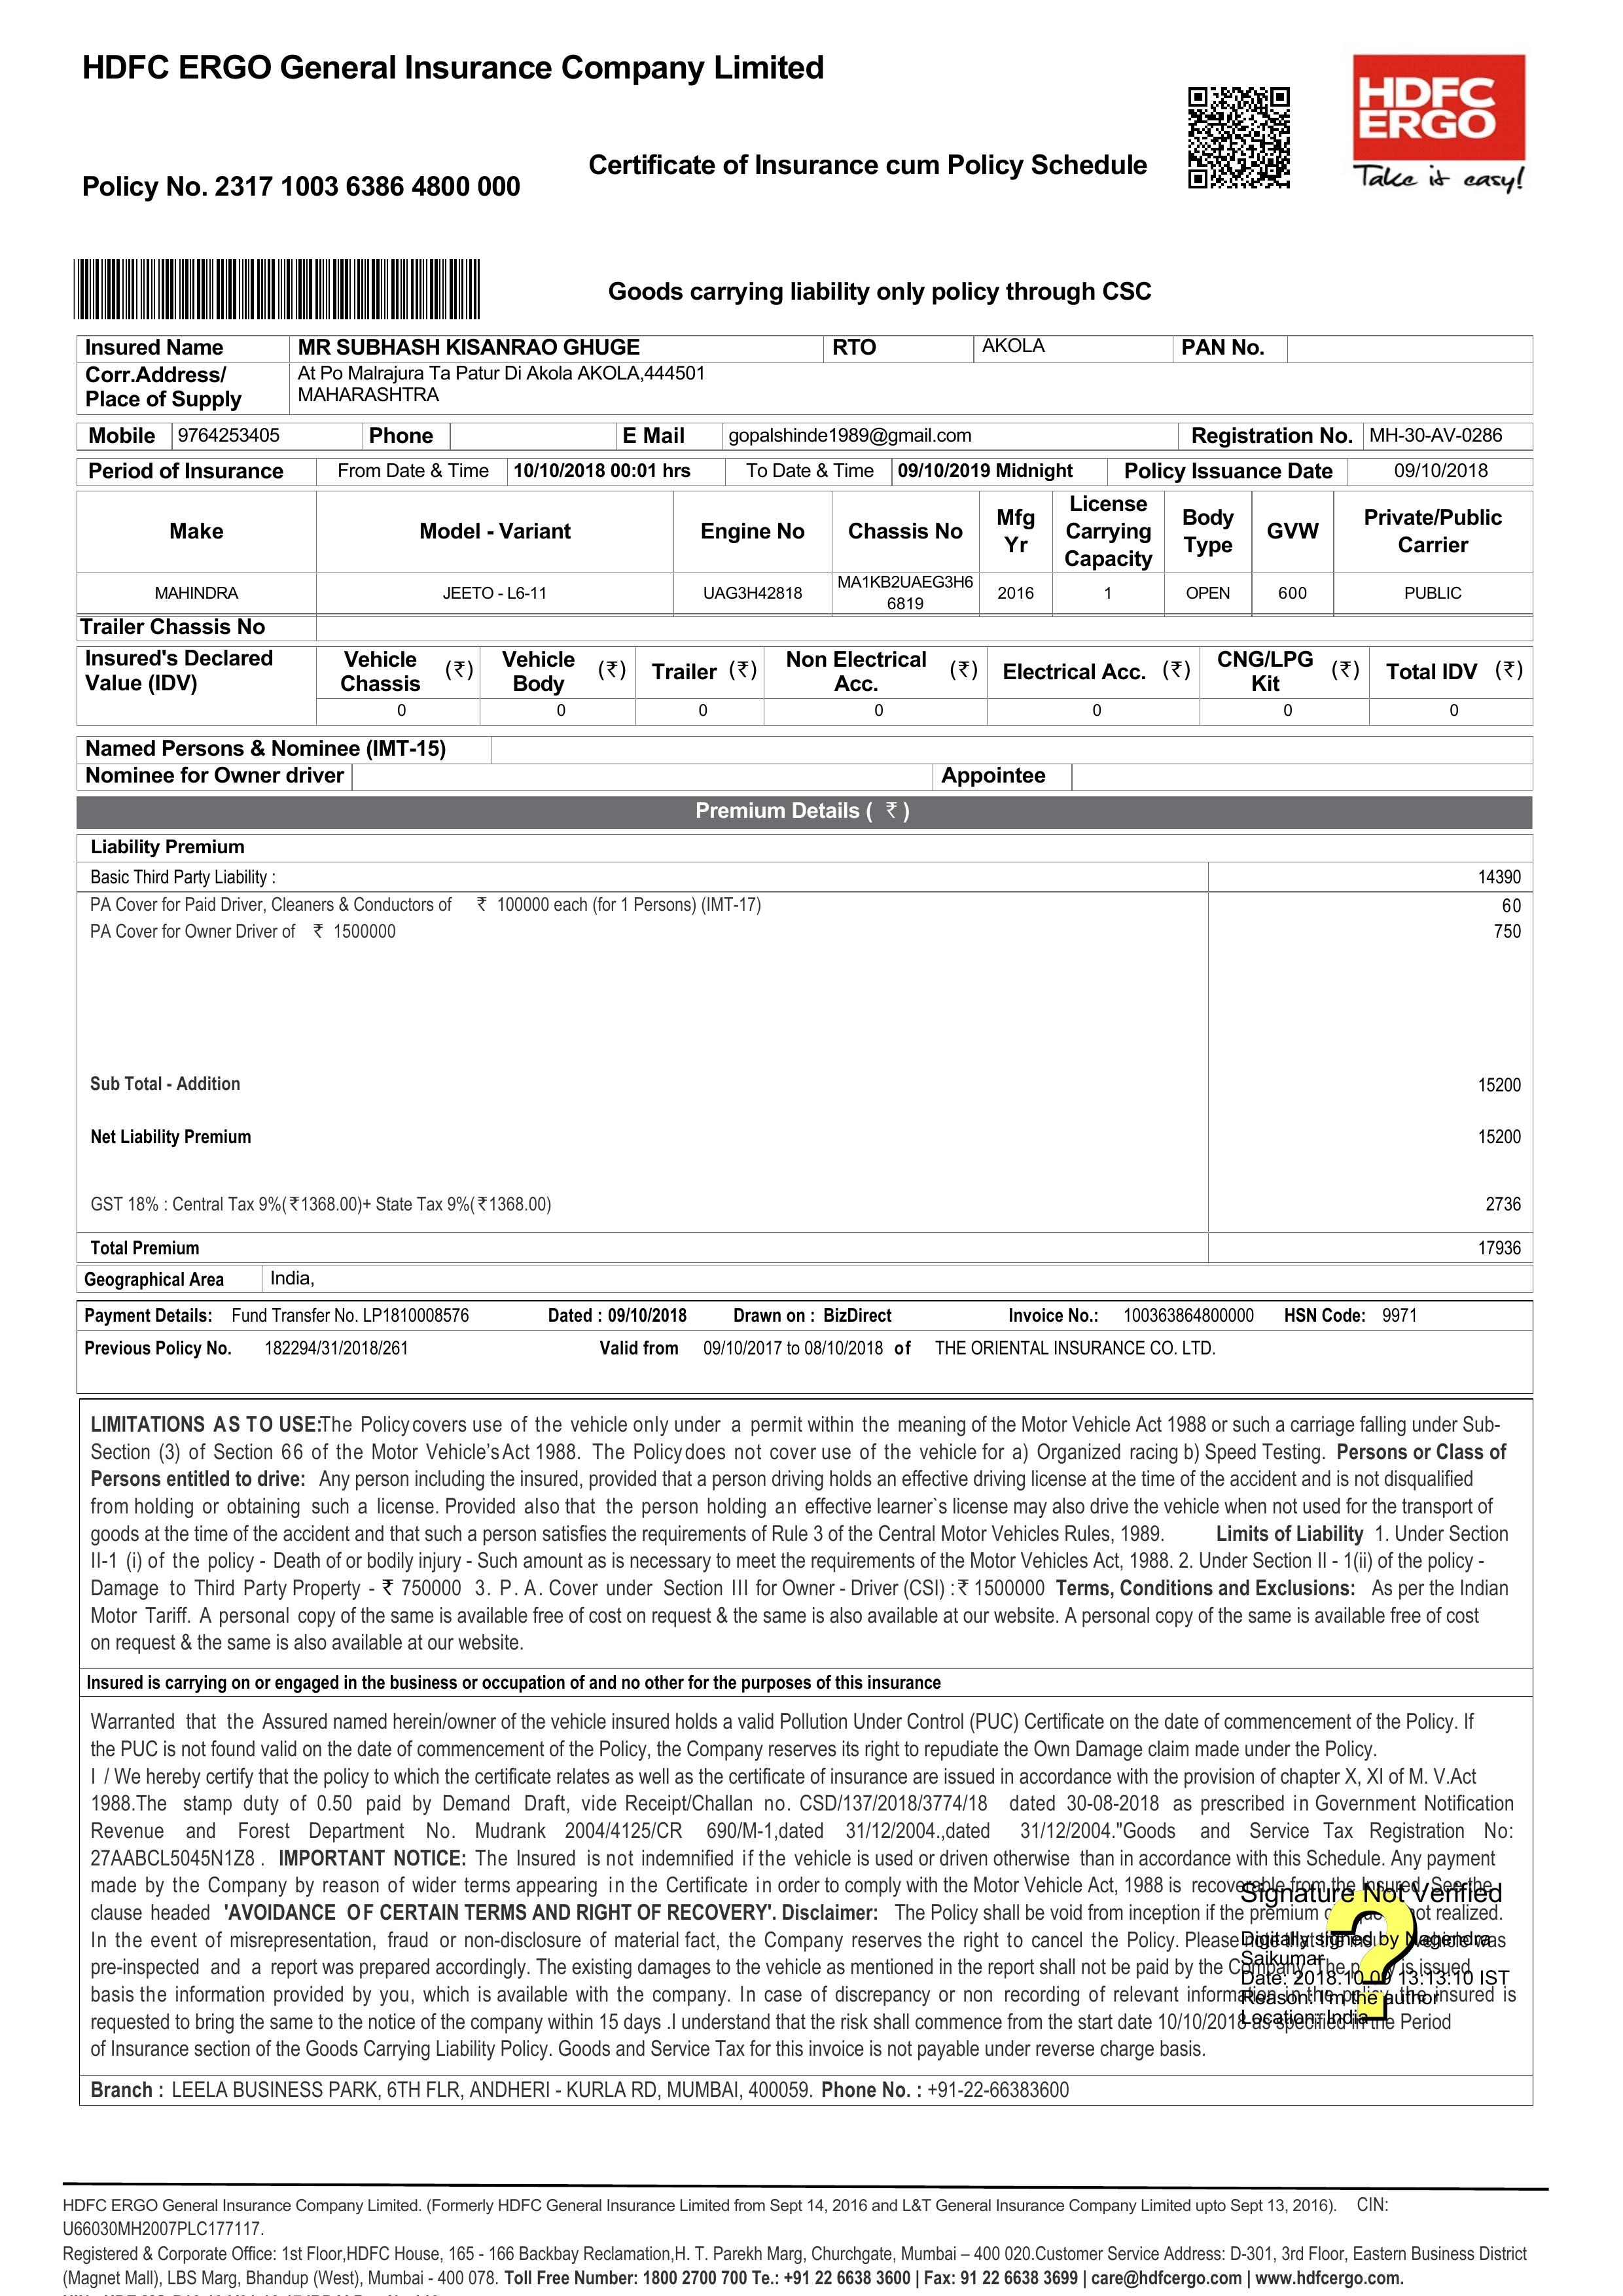 HDFC ERGO General Insurance Company Limited
HDFC
ERGO
Take it easy!
Certificate of Insurance cum Policy Schedule
Policy No. 2317 1003 6386 4800 000
Goods carrying liability only policy through CSC
Insured Name MR SUBHASH KISANRAO GHUGE RTO AKOLA PAN No.
Corr.Address/ At Po Malrajura Ta Patur Di Akola AKOLA,444501
Place of Supply MAHARASHTRA
Mobile 9764253405 Phone E Mail gopalshinde1989@gmail.com Registration No. MH-30-AV-0286
Period of Insurance From Date & Time 10/10/2018 00:01 hrs To Date & Time 09/10/2019 Midnight Policy Issuance Date 09/10/2018
Make Model - Variant Engine No Chassis No Mfg Yr License Carrying Capacity Body Type GVW Private/Public Carrier
MAHINDRA JEETO - L6-11 UAG3H42818 MA1KB2UAEG3H6 6819 2016 1 OPEN 600 PUBLIC
Trailer Chassis No
Insured's Declared Value (IDV) Vehicle Chassis (₹) Vehicle Body (₹) Trailer (₹) Non Electrical Acc. (₹) Electrical Acc. (₹) CNG/LPG Kit (₹) Total IDV (₹)
0 0 0 0 0 0 0
Named Persons & Nominee (IMT-15)
Nominee for Owner driver Appointee
Premium Details ( ₹ )
Liability Premium
Basic Third Party Liability : 14390
PA Cover for Paid Driver, Cleaners & Conductors of ₹ 100000 each (for 1 Persons) (IMT-17) 60
PA Cover for Owner Driver of ₹ 1500000 750
Sub Total - Addition 15200
Net Liability Premium 15200
GST 18% : Central Tax 9%(₹1368.00)+ State Tax 9%(₹1368.00) 2736
Total Premium 17936
Geographical Area India,
Payment Details: Fund Transfer No. LP1810008576 Dated : 09/10/2018 Drawn on : BizDirect Invoice No.: 100363864800000 HSN Code: 9971
Previous Policy No. 182294/31/2018/261 Valid from 09/10/2017 to 08/10/2018 of THE ORIENTAL INSURANCE CO. LTD.
LIMITATIONS AS TO USE:The Policy covers use of the vehicle only under a permit within the meaning of the Motor Vehicle Act 1988 or such a carriage falling under Sub-
Section (3) of Section 66 of the Motor Vehicle's Act 1988. The Policy does not cover use of the vehicle for a) Organized racing b) Speed Testing. Persons or Class of
Persons entitled to drive: Any person including the insured, provided that a person driving holds an effective driving license at the time of the accident and is not disqualified
from holding or obtaining such a license. Provided also that the person holding an effective learner`s license may also drive the vehicle when not used for the transport of
goods at the time of the accident and that such a person satisfies the requirements of Rule 3 of the Central Motor Vehicles Rules, 1989. Limits of Liability 1. Under Section
II-1 (i) of the policy - Death of or bodily injury - Such amount as is necessary to meet the requirements of the Motor Vehicles Act, 1988. 2. Under Section II - 1(ii) of the policy -
Damage to Third Party Property - ₹ 750000 3. P. A. Cover under Section III for Owner - Driver (CSI) :₹ 1500000 Terms, Conditions and Exclusions: As per the Indian
Motor Tariff. A personal copy of the same is available free of cost on request & the same is also available at our website. A personal copy of the same is available free of cost
on request & the same is also available at our website.
Insured is carrying on or engaged in the business or occupation of and no other for the purposes of this insurance
Warranted that the Assured named herein/owner of the vehicle insured holds a valid Pollution Under Control (PUC) Certificate on the date of commencement of the Policy. If
the PUC is not found valid on the date of commencement of the Policy, the Company reserves its right to repudiate the Own Damage claim made under the Policy.
I / We hereby certify that the policy to which the certificate relates as well as the certificate of insurance are issued in accordance with the provision of chapter X, XI of M. V.Act
1988.The stamp duty of 0.50 paid by Demand Draft, vide Receipt/Challan no. CSD/137/2018/3774/18 dated 30-08-2018 as prescribed in Government Notification
Revenue and Forest Department No. Mudrank 2004/4125/CR 690/M-1,dated 31/12/2004.,dated 31/12/2004."Goods and Service Tax Registration No:
27AABCL5045N1Z8 . IMPORTANT NOTICE: The Insured is not indemnified if the vehicle is used or driven otherwise than in accordance with this Schedule. Any payment
made by the Company by reason of wider terms appearing in the Certificate in order to comply with the Motor Vehicle Act, 1988 is recoverable from the Insured. See the
clause headed 'AVOIDANCE OF CERTAIN TERMS AND RIGHT OF RECOVERY'. Disclaimer: The Policy shall be void from inception if the premium not realized.
In the event of misrepresentation, fraud or non-disclosure of material fact, the Company reserves the right to cancel the Policy. Please vehicle was
pre-inspected and a report was prepared accordingly. The existing damages to the vehicle as mentioned in the report shall not be paid by the Company. The is issued
basis the information provided by you, which is available with the company. In case of discrepancy or non recording of relevant information in the policy, the insured is
requested to bring the same to the notice of the company within 15 days .I understand that the risk shall commence from the start date 10/10/2018 as specified in the Period
of Insurance section of the Goods Carrying Liability Policy. Goods and Service Tax for this invoice is not payable under reverse charge basis.
Signature Not Verified
Digitally signed by Nagendra
Saikumar
Date: 2018.10.09 13:13:10 IST
Reason: I'm the author
Location: India
Branch : LEELA BUSINESS PARK, 6TH FLR, ANDHERI - KURLA RD, MUMBAI, 400059. Phone No. : +91-22-66383600
HDFC ERGO General Insurance Company Limited. (Formerly HDFC General Insurance Limited from Sept 14, 2016 and L&T General Insurance Company Limited upto Sept 13, 2016). CIN:
U66030MH2007PLC177117.
Registered & Corporate Office: 1st Floor,HDFC House, 165 - 166 Backbay Reclamation,H. T. Parekh Marg, Churchgate, Mumbai – 400 020.Customer Service Address: D-301, 3rd Floor, Eastern Business District
(Magnet Mall), LBS Marg, Bhandup (West), Mumbai - 400 078. Toll Free Number: 1800 2700 700 Te.: +91 22 6638 3600 | Fax: 91 22 6638 3699 | care@hdfcergo.com | www.hdfcergo.com.